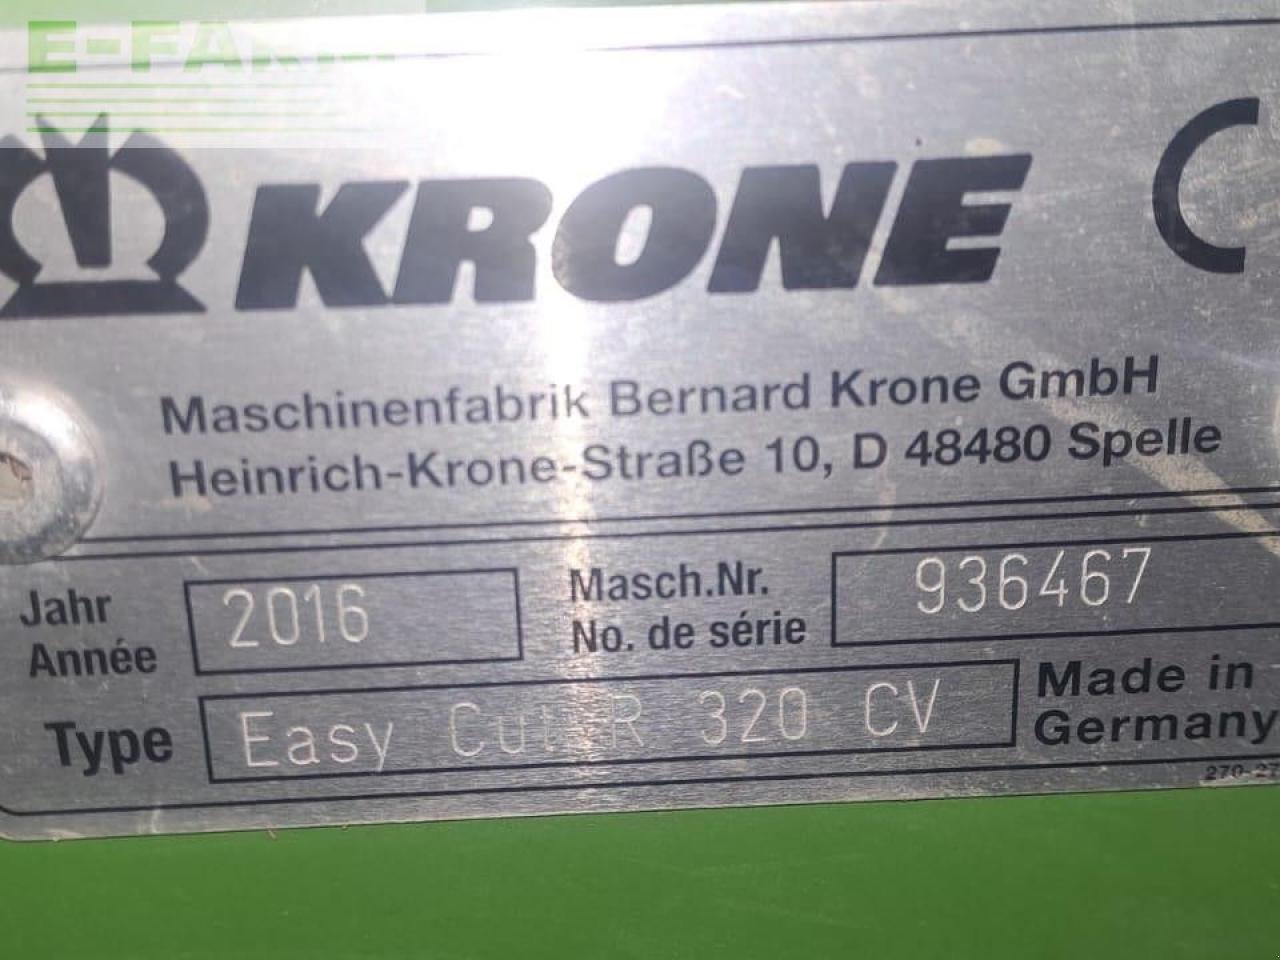 KRONE
Maschinenfabrik Bernard Krone GmbH
Heinrich-Krone-Straße 10, D 48480 Spelle
Jahr
Année
2016
Masch.Nr.
No. de série
936467
Type
Easy Cut R 320 CV
Made in
Germany